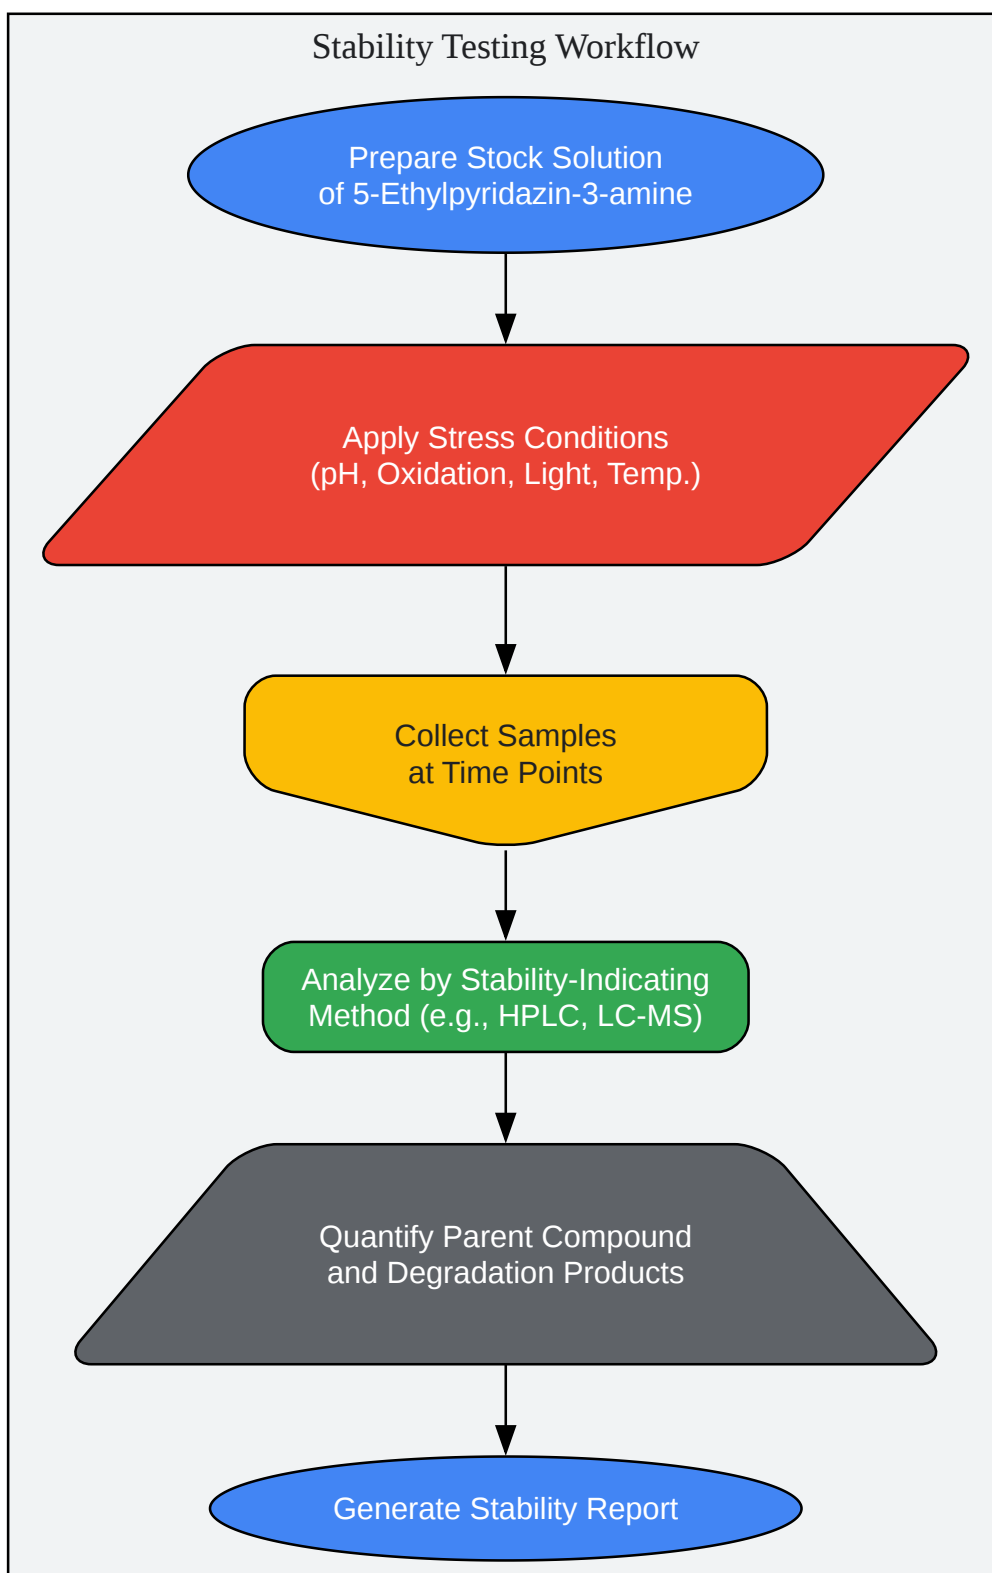 Stability Testing Workflow
Prepare Stock Solution
of 5-Ethylpyridazin-3-amine
Apply Stress Conditions
(pH, Oxidation, Light, Temp.)
Collect Samples
at Time Points
Analyze by Stability-Indicating
Method (e.g., HPLC, LC-MS)
Quantify Parent Compound
and Degradation Products
Generate Stability Report